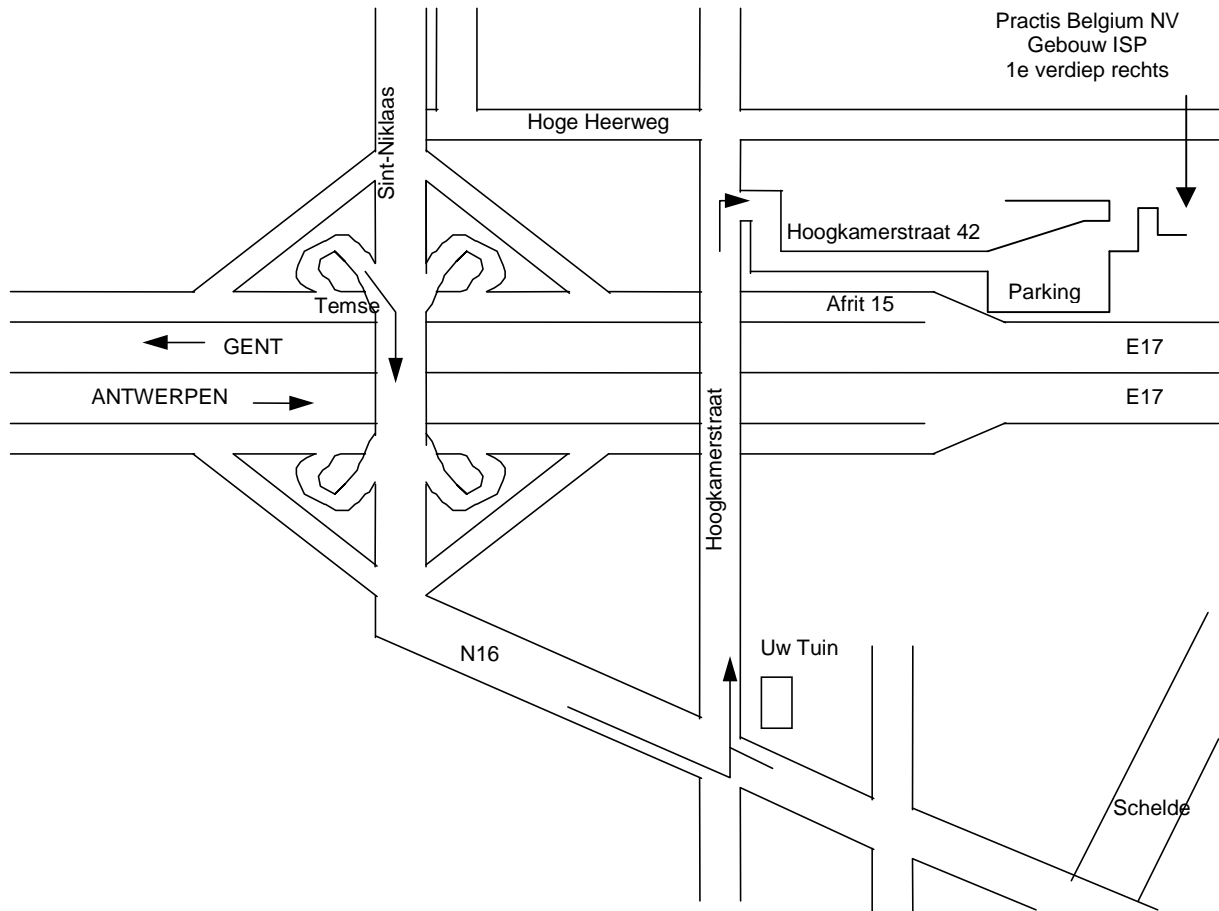 Practis Belgium NV
Gebouw ISP
1e verdiep rechts
Hoge Heerweg
Sint-Niklaas
Hoogkamerstraat 42
Temse
Afrit 15
Parking
GENT
E17
ANTWERPEN
E17
Hoogkamerstraat
N16
Uw Tuin
Schelde